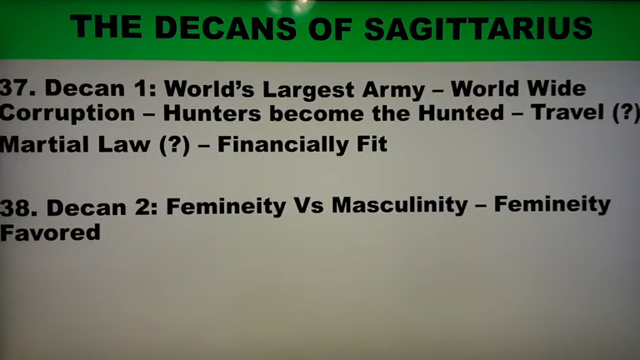 THE DECANS OF SAGITTARIUS
37. Decan 1: World's Largest Army – World Wide
Corruption – Hunters become the Hunted – Travel (?)
Martial Law (?) – Financially Fit
38. Decan 2: Femineity Vs Masculinity – Femineity
Favored